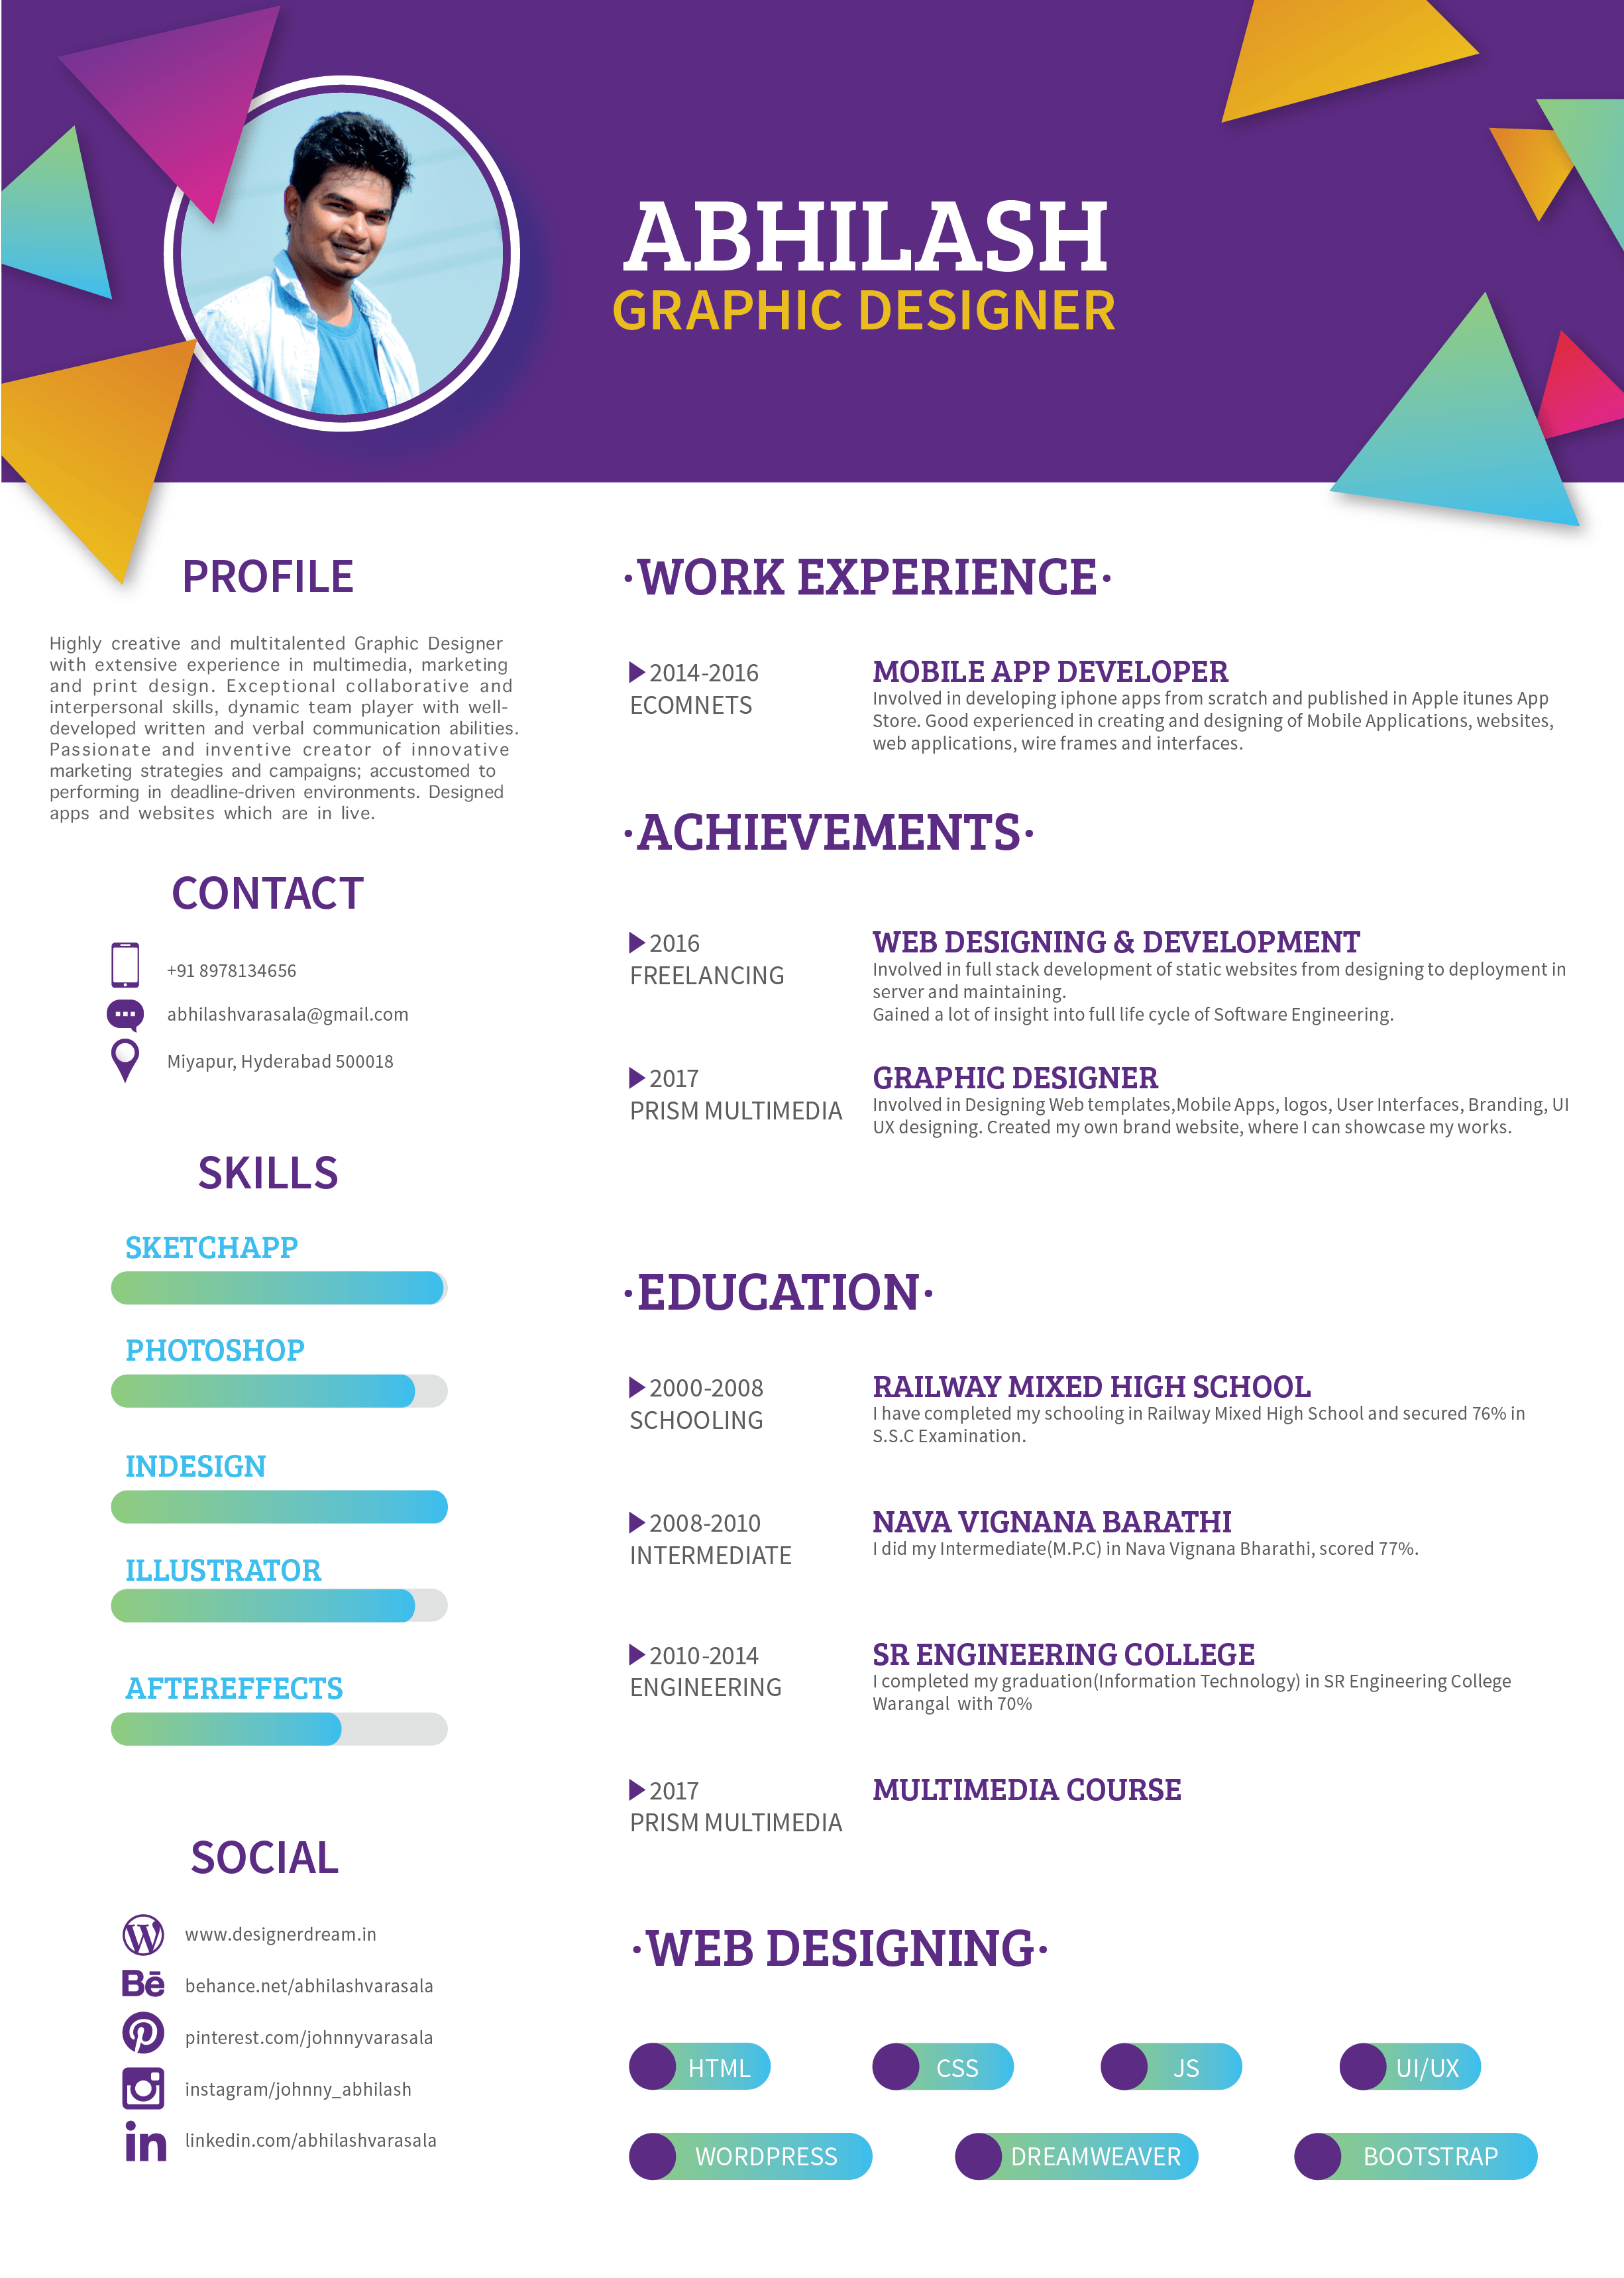 ABHILASH
GRAPHIC DESIGNER
PROFILE
Highly creative and multitalented Graphic Designer
with extensive experience in multimedia, marketing
and print design. Exceptional collaborative and
interpersonal skills, dynamic team player with well-
developed written and verbal communication abilities.
Passionate and inventive creator of innovative
marketing strategies and campaigns; accustomed to
performing in deadline-driven environments. Designed
apps and websites which are in live.
CONTACT
+91 8978134656
abhilashvarasala@gmail.com
Miyapur, Hyderabad 500018
SKILLS
SKETCHAPP
PHOTOSHOP
INDESIGN
ILLUSTRATOR
AFTEREFFECTS
SOCIAL
www.designerdream.in
Bē behance.net/abhilashvarasala
pinterest.com/johnnyvarasala
instagram/johnny_abhilash
in linkedin.com/abhilashvarasala
·WORK EXPERIENCE·
2014-2016
ECOMNETS
MOBILE APP DEVELOPER
Involved in developing iphone apps from scratch and published in Apple itunes App
Store. Good experienced in creating and designing of Mobile Applications, websites,
web applications, wire frames and interfaces.
·ACHIEVEMENTS·
2016
FREELANCING
WEB DESIGNING & DEVELOPMENT
Involved in full stack development of static websites from designing to deployment in
server and maintaining.
Gained a lot of insight into full life cycle of Software Engineering.
2017
PRISM MULTIMEDIA
GRAPHIC DESIGNER
Involved in Designing Web templates,Mobile Apps, logos, User Interfaces, Branding, UI
UX designing. Created my own brand website, where I can showcase my works.
·EDUCATION·
2000-2008
SCHOOLING
RAILWAY MIXED HIGH SCHOOL
I have completed my schooling in Railway Mixed High School and secured 76% in
S.S.C Examination.
2008-2010
INTERMEDIATE
NAVA VIGNANA BARATHI
I did my Intermediate(M.P.C) in Nava Vignana Bharathi, scored 77%.
2010-2014
ENGINEERING
SR ENGINEERING COLLEGE
I completed my graduation(Information Technology) in SR Engineering College
Warangal with 70%
2017
PRISM MULTIMEDIA
MULTIMEDIA COURSE
·WEB DESIGNING·
HTML
CSS
JS
UI/UX
WORDPRESS
DREAMWEAVER
BOOTSTRAP